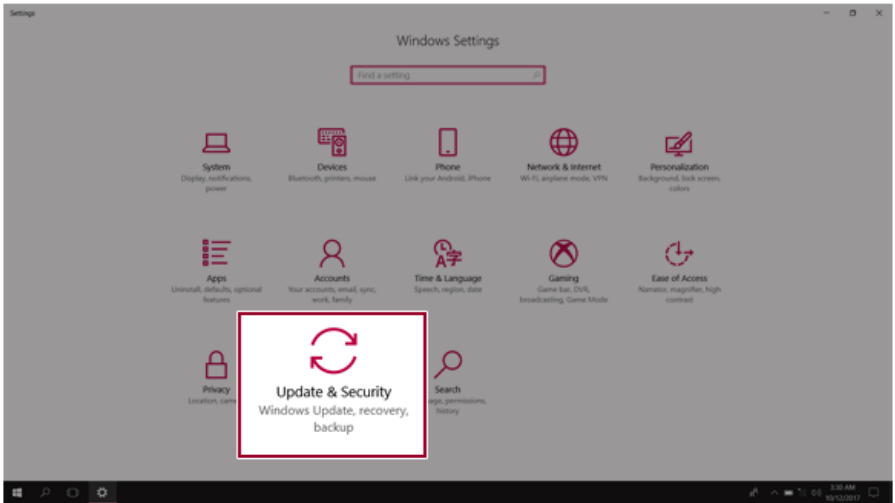 Settings
Windows Settings
Find a setting
System
Display, notifications,
power
Devices
Bluetooth, printers, mouse
Phone
Link your Android, iPhone
Network & Internet
Wi-Fi, airplane mode, VPN
Personalization
Background, lock screen,
colors
Apps
Uninstall, defaults, optional
features
Accounts
Your accounts, email, sync,
work, family
Time & Language
Speech, region, date
Gaming
Game bar, DVR,
broadcasting, Game Mode
Ease of Access
Narrator, magnifier, high
contrast
Privacy
Location,
Update & Security
Windows Update, recovery,
backup
Search
permissions,
history
3:30 AM
10/12/2017